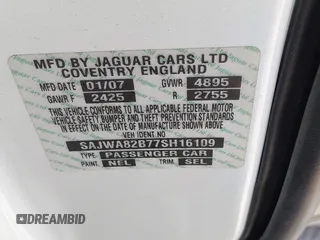 MFD BY JAGUAR CARS LTD
COVENTRY ENGLAND
MFD DATE 01/07 GVWR 4895
GAWR F 2425 R 2755
THIS VEHICLE CONFORMS TO ALL APPLICABLE FEDERAL MOTOR
VEHICLE SAFETY BUMPER AND THEFT PREVENTION STANDARDS
IN EFFECT ON THE DATE OF MANUFACTURE SHOWN ABOVE
VEH IDENT NO.
SAJWA82B77SH16109
TYPE: PASSENGER CAR
PAINT NEL TRIM SEL
DREAMBID